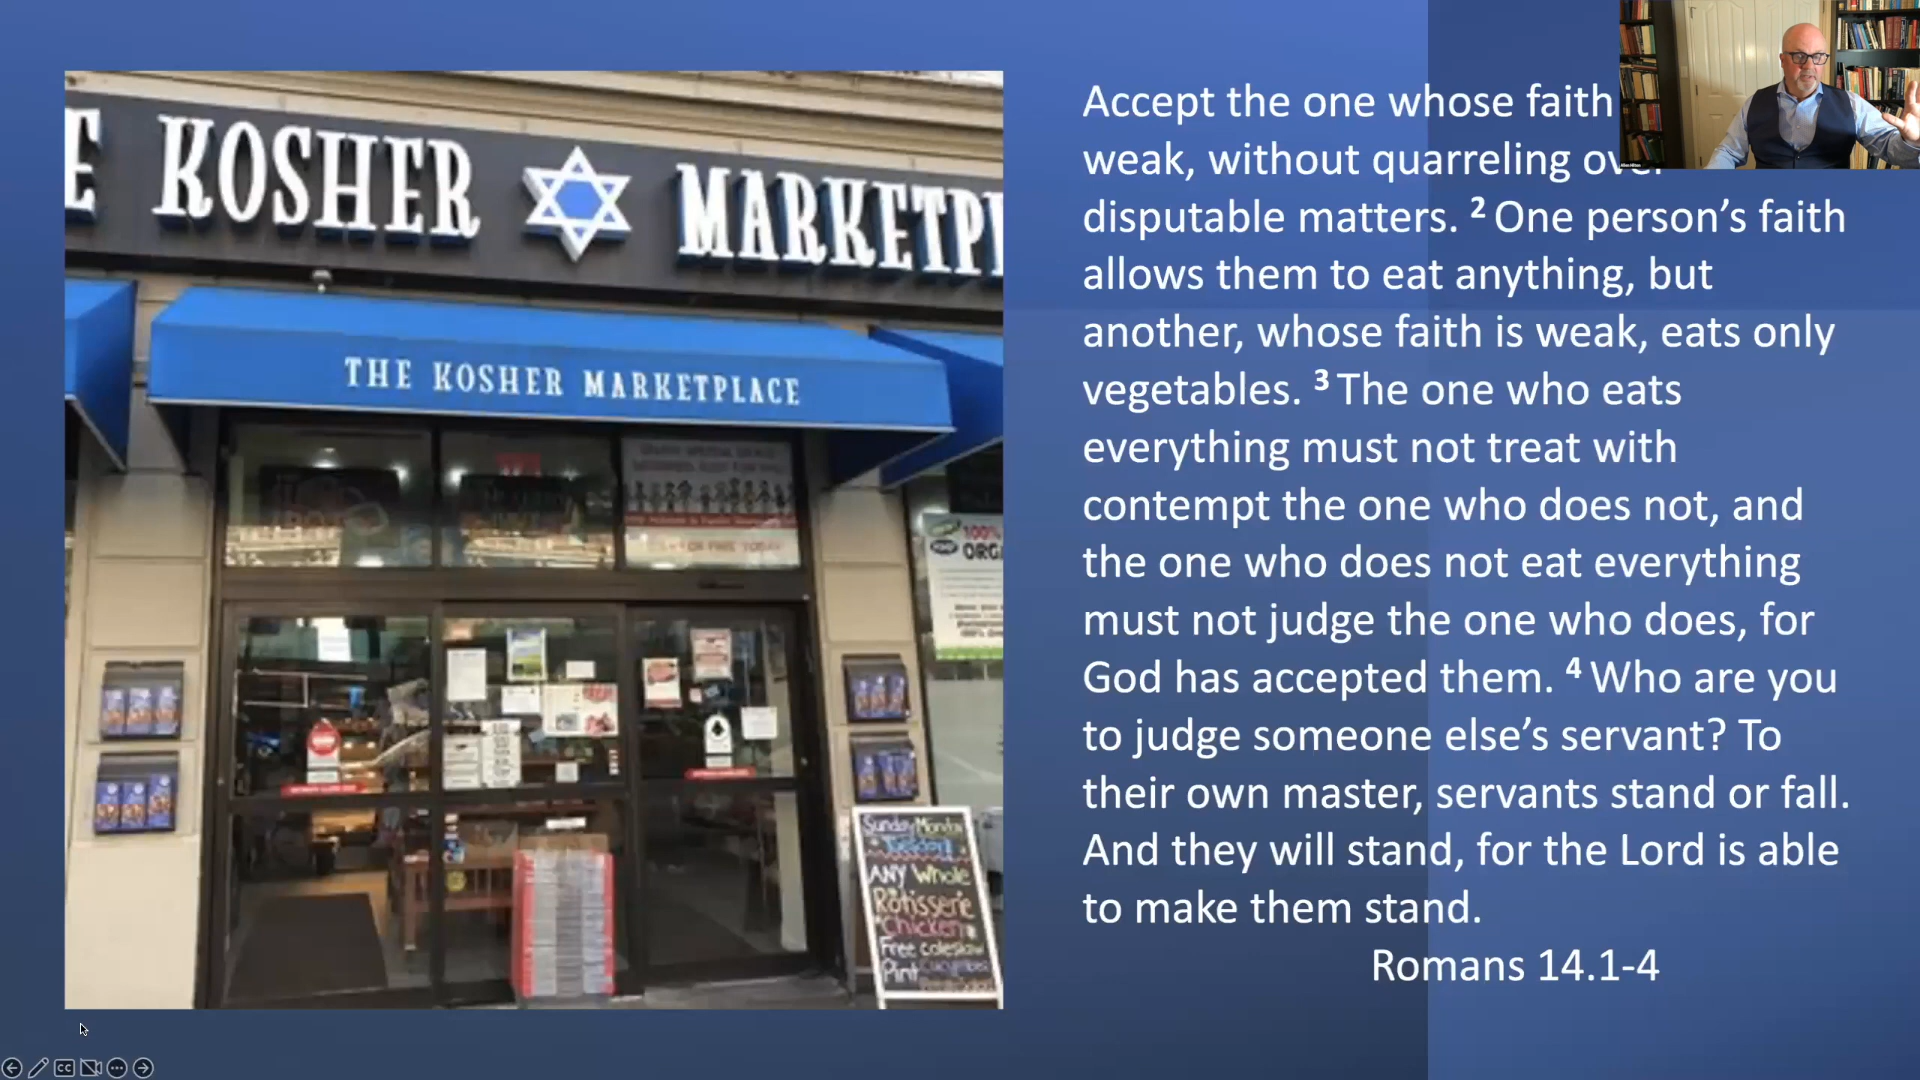 E KOSHER MARKETP
THE KOSHER MARKETPLACE
100%
ORG
Sunday Monday
Tuesday
ANY Whole
Rotisserie
Chicken
Free coleslaw
Pint
Accept the one whose faith
weak, without quarreling over
disputable matters. 2 One person’s faith
allows them to eat anything, but
another, whose faith is weak, eats only
vegetables. 3 The one who eats
everything must not treat with
contempt the one who does not, and
the one who does not eat everything
must not judge the one who does, for
God has accepted them. 4 Who are you
to judge someone else’s servant? To
their own master, servants stand or fall.
And they will stand, for the Lord is able
to make them stand.
Romans 14.1-4
CC